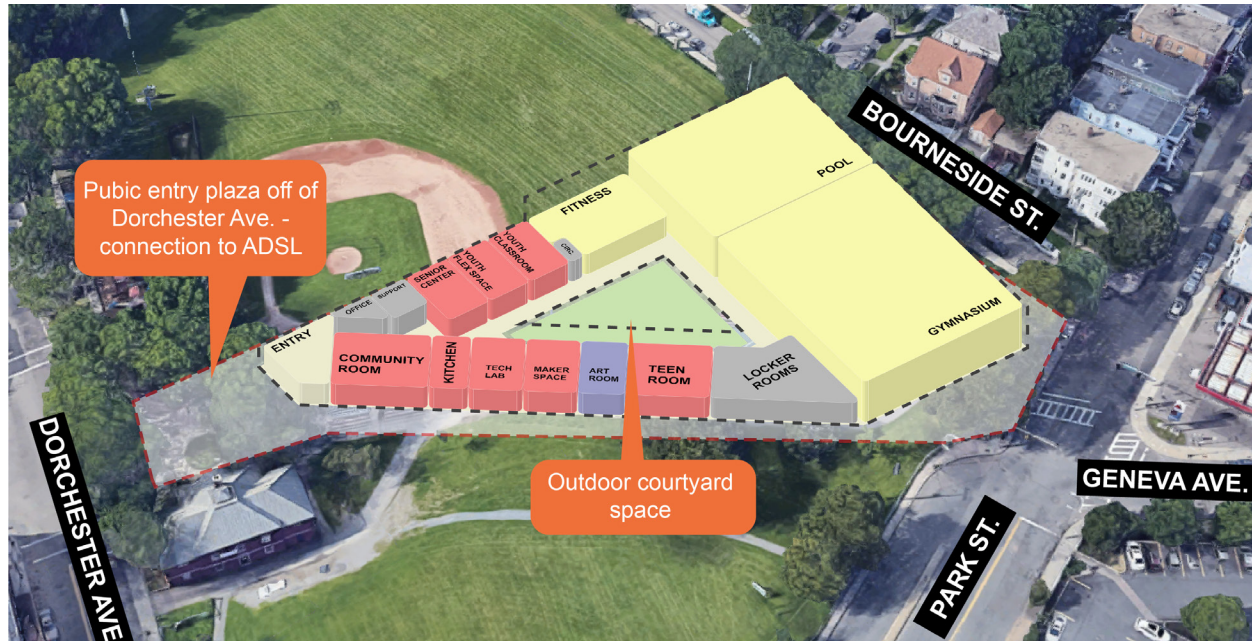 Pubic entry plaza off of
Dorchester Ave. -
connection to ADSL
BOURNESIDE ST.
POOL
FITNESS
YOUTH
CLASSROOM
CIRC
YOUTH
FLEX SPACE
SENIOR
CENTER
SUPPORT
OFFICE
ENTRY
GYMNASIUM
COMMUNITY
ROOM
KITCHEN
TECH
LAB
MAKER
SPACE
ART
ROOM
TEEN
ROOM
LOCKER
ROOMS
Outdoor courtyard
space
DORCHESTER AVE.
GENEVA AVE.
PARK ST.